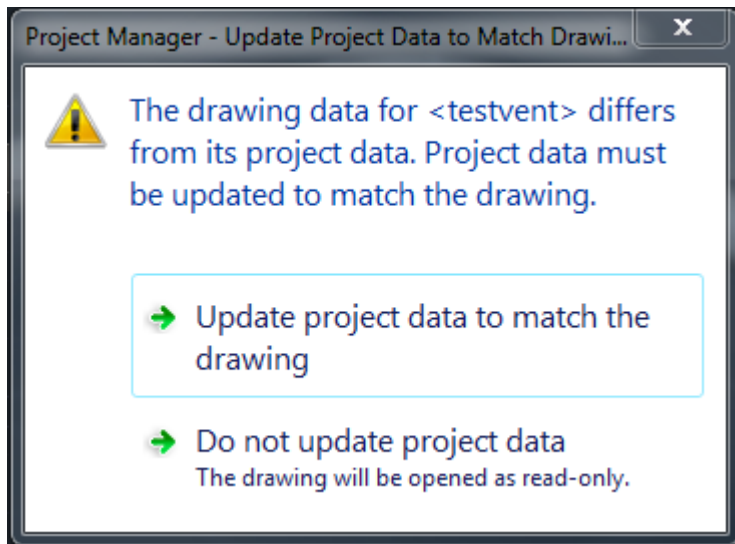 Project Manager - Update Project Data to Match Drawi...
The drawing data for <testvent> differs
from its project data. Project data must
be updated to match the drawing.
Update project data to match the
drawing
Do not update project data
The drawing will be opened as read-only.